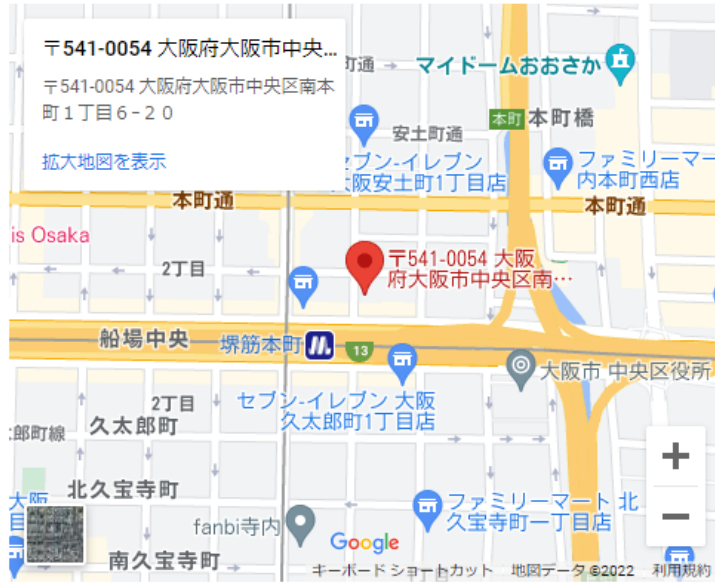 〒541-0054 大阪府大阪市中央...
〒541-0054 大阪府大阪市中央区南本
町1丁目6-20
拡大地図を表示
町通
マイドームおおさか
本町
本町橋
安土町通
セブン-イレブン
大阪安土町1丁目店
ファミリーマー
内本町西店
本町通
本町通
is Osaka
2丁目
〒541-0054 大阪
府大阪市中央区南…
船場中央
堺筋本町
13
大阪市 中央区役所
セブン-イレブン 大阪
久太郎町1丁目店
2丁目
久太郎町
郎町線
北久宝寺町
大阪
目
fanbi寺内
ファミリーマート 北
久宝寺町一丁目店
南久宝寺町
Google
キーボード ショートカット
地図データ ©2022
利用規約
+
−